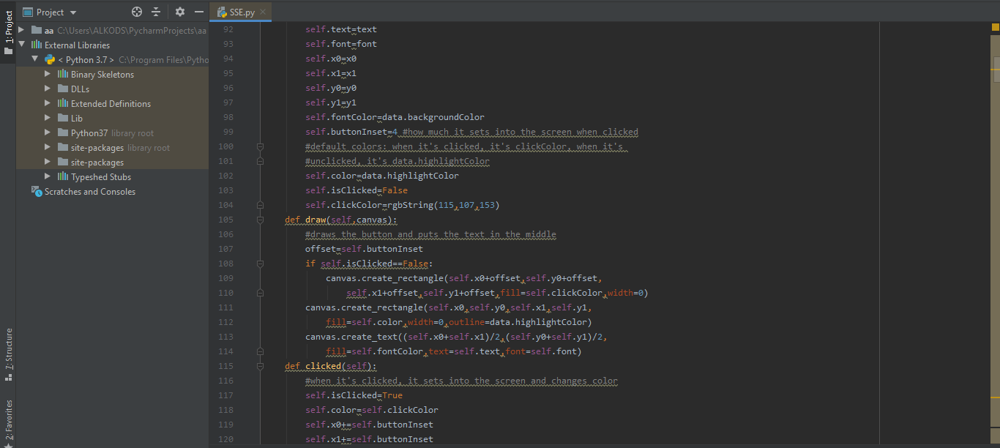 Project
SSE.py
1: Project
aa C:\Users\ALKODS\PycharmProjects\aa
External Libraries
< Python 3.7 > C:\Program Files\Pytho
Binary Skeletons
DLLs
Extended Definitions
Lib
Python37 library root
site-packages library root
site-packages
Typeshed Stubs
Scratches and Consoles
7: Structure
2: Favorites
92 self.text=text
93 self.font=font
94 self.x0=x0
95 self.x1=x1
96 self.y0=y0
97 self.y1=y1
98 self.fontColor=data.backgroundColor
99 self.buttonInset=4 #how much it sets into the screen when clicked
100 #default colors: when it's clicked, it's clickColor, when it's
101 #unclicked, it's data.highlightColor
102 self.color=data.highlightColor
103 self.isClicked=False
104 self.clickColor=rgbString(115,107,153)
105 def draw(self,canvas):
106 #draws the button and puts the text in the middle
107 offset=self.buttonInset
108 if self.isClicked==False:
109 canvas.create_rectangle(self.x0+offset,self.y0+offset,
110 self.x1+offset,self.y1+offset,fill=self.clickColor,width=0)
111 canvas.create_rectangle(self.x0,self.y0,self.x1,self.y1,
112 fill=self.color,width=0,outline=data.highlightColor)
113 canvas.create_text((self.x0+self.x1)/2,(self.y0+self.y1)/2,
114 fill=self.fontColor,text=self.text,font=self.font)
115 def clicked(self):
116 #when it's clicked, it sets into the screen and changes color
117 self.isClicked=True
118 self.color=self.clickColor
119 self.x0+=self.buttonInset
120 self.x1+=self.buttonInset